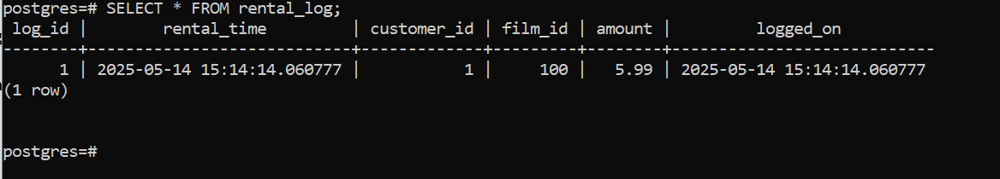 postgres=# SELECT * FROM rental_log;
 log_id |        rental_time         | customer_id | film_id | amount |         logged_on
--------+----------------------------+-------------+---------+--------+----------------------------
      1 | 2025-05-14 15:14:14.060777 |           1 |     100 |   5.99 | 2025-05-14 15:14:14.060777
(1 row)
postgres=#